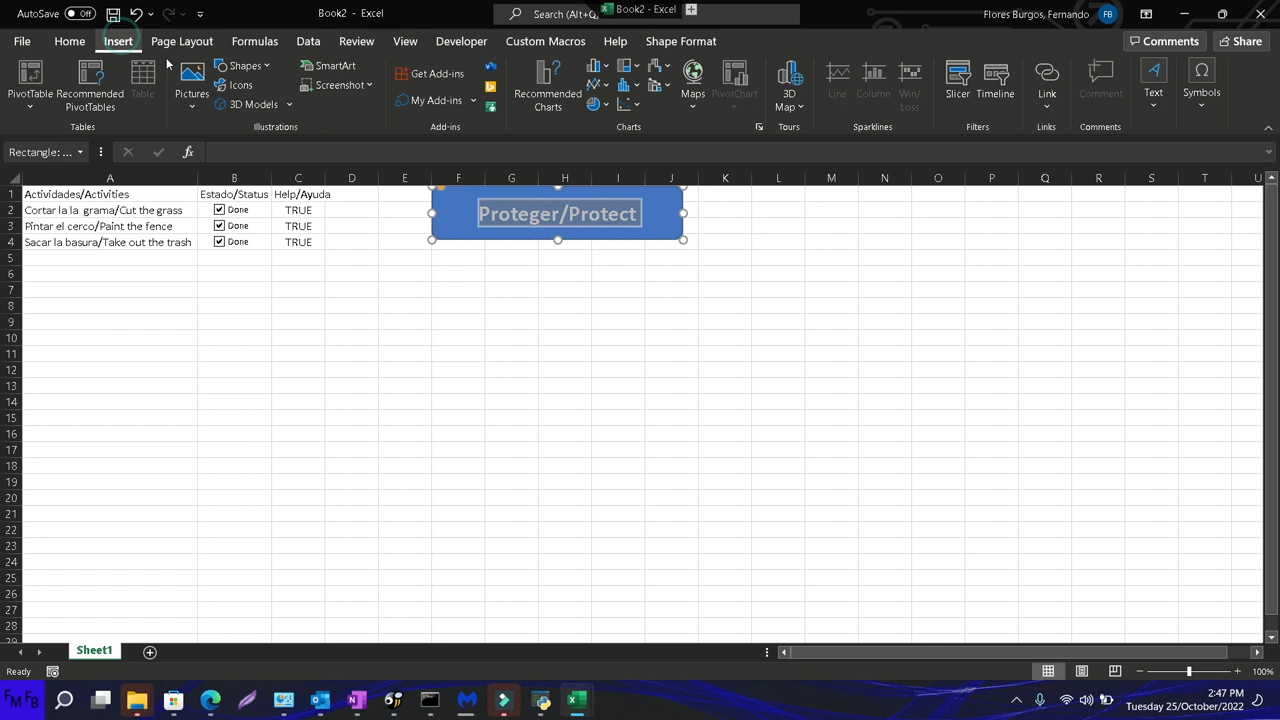 AutoSave Off Book2 - Excel Search (Alt+Q) Book2 - Excel Flores Burgos, Fernando FB
File Home Insert Page Layout Formulas Data Review View Developer Custom Macros Help Shape Format Comments Share
PivotTable Recommended PivotTables Table Pictures Shapes Icons 3D Models SmartArt Screenshot Get Add-ins My Add-ins Recommended Charts Maps PivotChart 3D Map Line Column Win/Loss Slicer Timeline Link Comment Text Symbols
Tables Illustrations Add-ins Charts Tours Sparklines Filters Links Comments
Rectangle: ... fx
A B C D E F G H I J K L M N O P Q R S T U
1 Actividades/Activities Estado/Status Help/Ayuda
2 Cortar la la grama/Cut the grass Done TRUE
3 Pintar el cerco/Paint the fence Done TRUE
4 Sacar la basura/Take out the trash Done TRUE
Proteger/Protect
5
6
7
8
9
10
11
12
13
14
15
16
17
18
19
20
21
22
23
24
25
26
27
28
29
Sheet1
Ready 100%
FM FB
2:47 PM
Tuesday 25/October/2022